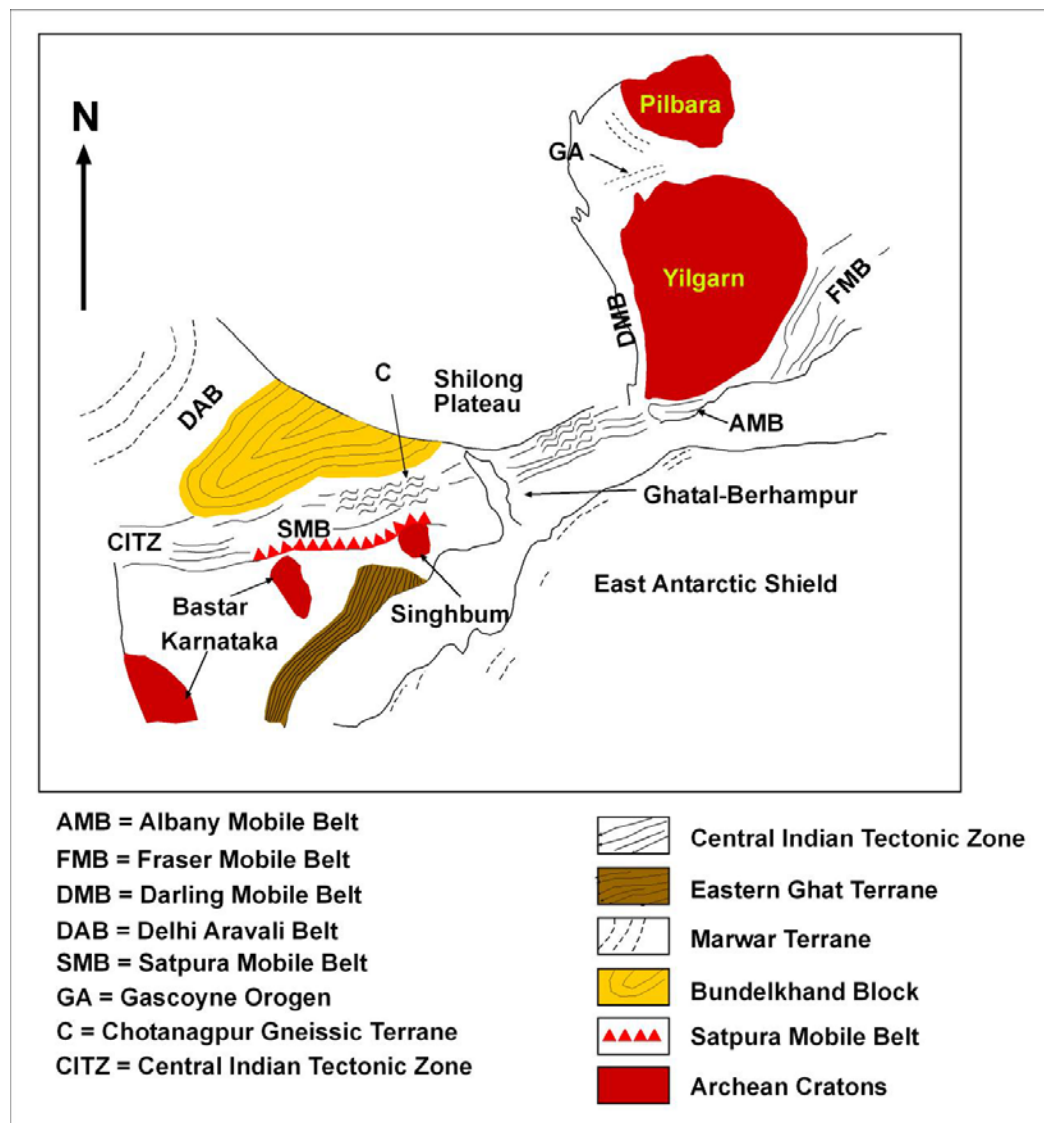 N
Pilbara
GA
Yilgarn
FMB
DMB
DAB
C
Shilong
Plateau
AMB
Ghatal-Berhampur
SMB
CITZ
East Antarctic Shield
Bastar
Singhbum
Karnataka
AMB = Albany Mobile Belt
FMB = Fraser Mobile Belt
DMB = Darling Mobile Belt
DAB = Delhi Aravali Belt
SMB = Satpura Mobile Belt
GA = Gascoyne Orogen
C = Chotanagpur Gneissic Terrane
CITZ = Central Indian Tectonic Zone
Central Indian Tectonic Zone
Eastern Ghat Terrane
Marwar Terrane
Bundelkhand Block
Satpura Mobile Belt
Archean Cratons